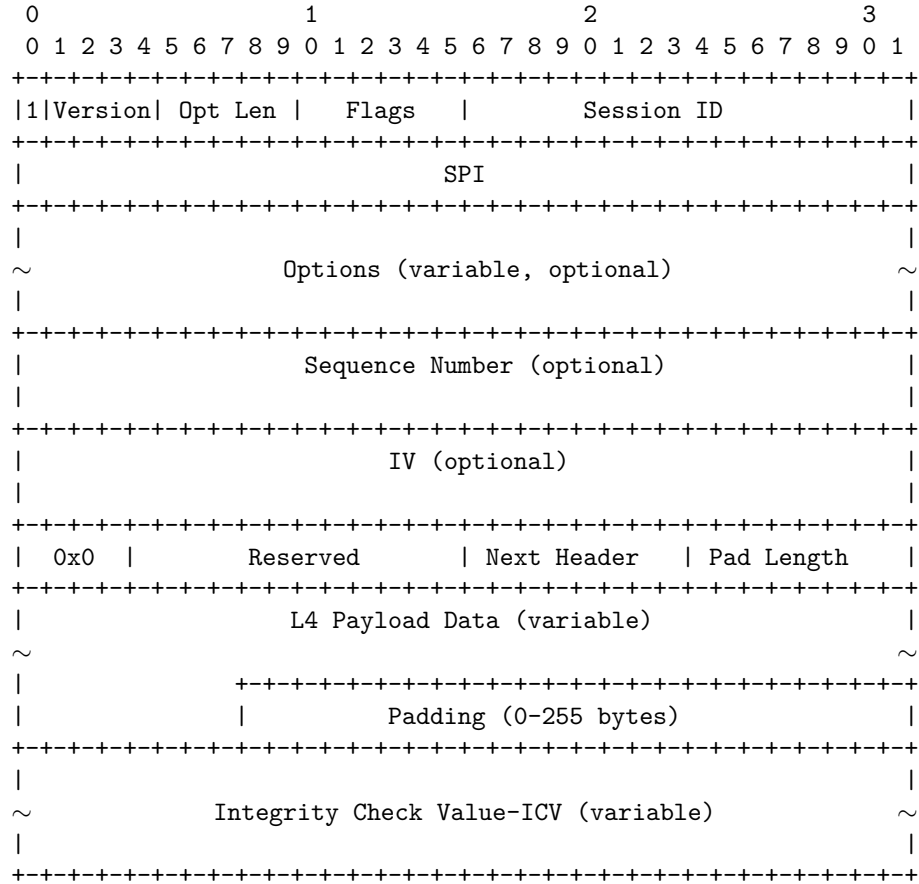 0                   1                   2                   3
 0 1 2 3 4 5 6 7 8 9 0 1 2 3 4 5 6 7 8 9 0 1 2 3 4 5 6 7 8 9 0 1
+-+-+-+-+-+-+-+-+-+-+-+-+-+-+-+-+-+-+-+-+-+-+-+-+-+-+-+-+-+-+-+-+
|1|Version| Opt Len |   Flags   |        Session ID             |
+-+-+-+-+-+-+-+-+-+-+-+-+-+-+-+-+-+-+-+-+-+-+-+-+-+-+-+-+-+-+-+-+
|                              SPI                              |
+-+-+-+-+-+-+-+-+-+-+-+-+-+-+-+-+-+-+-+-+-+-+-+-+-+-+-+-+-+-+-+-+
|                                                               |
~                  Options (variable, optional)                 ~
|                                                               |
+-+-+-+-+-+-+-+-+-+-+-+-+-+-+-+-+-+-+-+-+-+-+-+-+-+-+-+-+-+-+-+-+
|                    Sequence Number (optional)                 |
|                                                               |
+-+-+-+-+-+-+-+-+-+-+-+-+-+-+-+-+-+-+-+-+-+-+-+-+-+-+-+-+-+-+-+-+
|                          IV (optional)                        |
|                                                               |
+-+-+-+-+-+-+-+-+-+-+-+-+-+-+-+-+-+-+-+-+-+-+-+-+-+-+-+-+-+-+-+-+
|  0x0  |        Reserved       | Next Header   | Pad Length    |
+-+-+-+-+-+-+-+-+-+-+-+-+-+-+-+-+-+-+-+-+-+-+-+-+-+-+-+-+-+-+-+-+
|                   L4 Payload Data (variable)                  |
~                                                               ~
|               +-+-+-+-+-+-+-+-+-+-+-+-+-+-+-+-+-+-+-+-+-+-+-+-+
|               |          Padding (0-255 bytes)                |
+-+-+-+-+-+-+-+-+-+-+-+-+-+-+-+-+-+-+-+-+-+-+-+-+-+-+-+-+-+-+-+-+
|                                                               |
~             Integrity Check Value-ICV (variable)              ~
|                                                               |
+-+-+-+-+-+-+-+-+-+-+-+-+-+-+-+-+-+-+-+-+-+-+-+-+-+-+-+-+-+-+-+-+